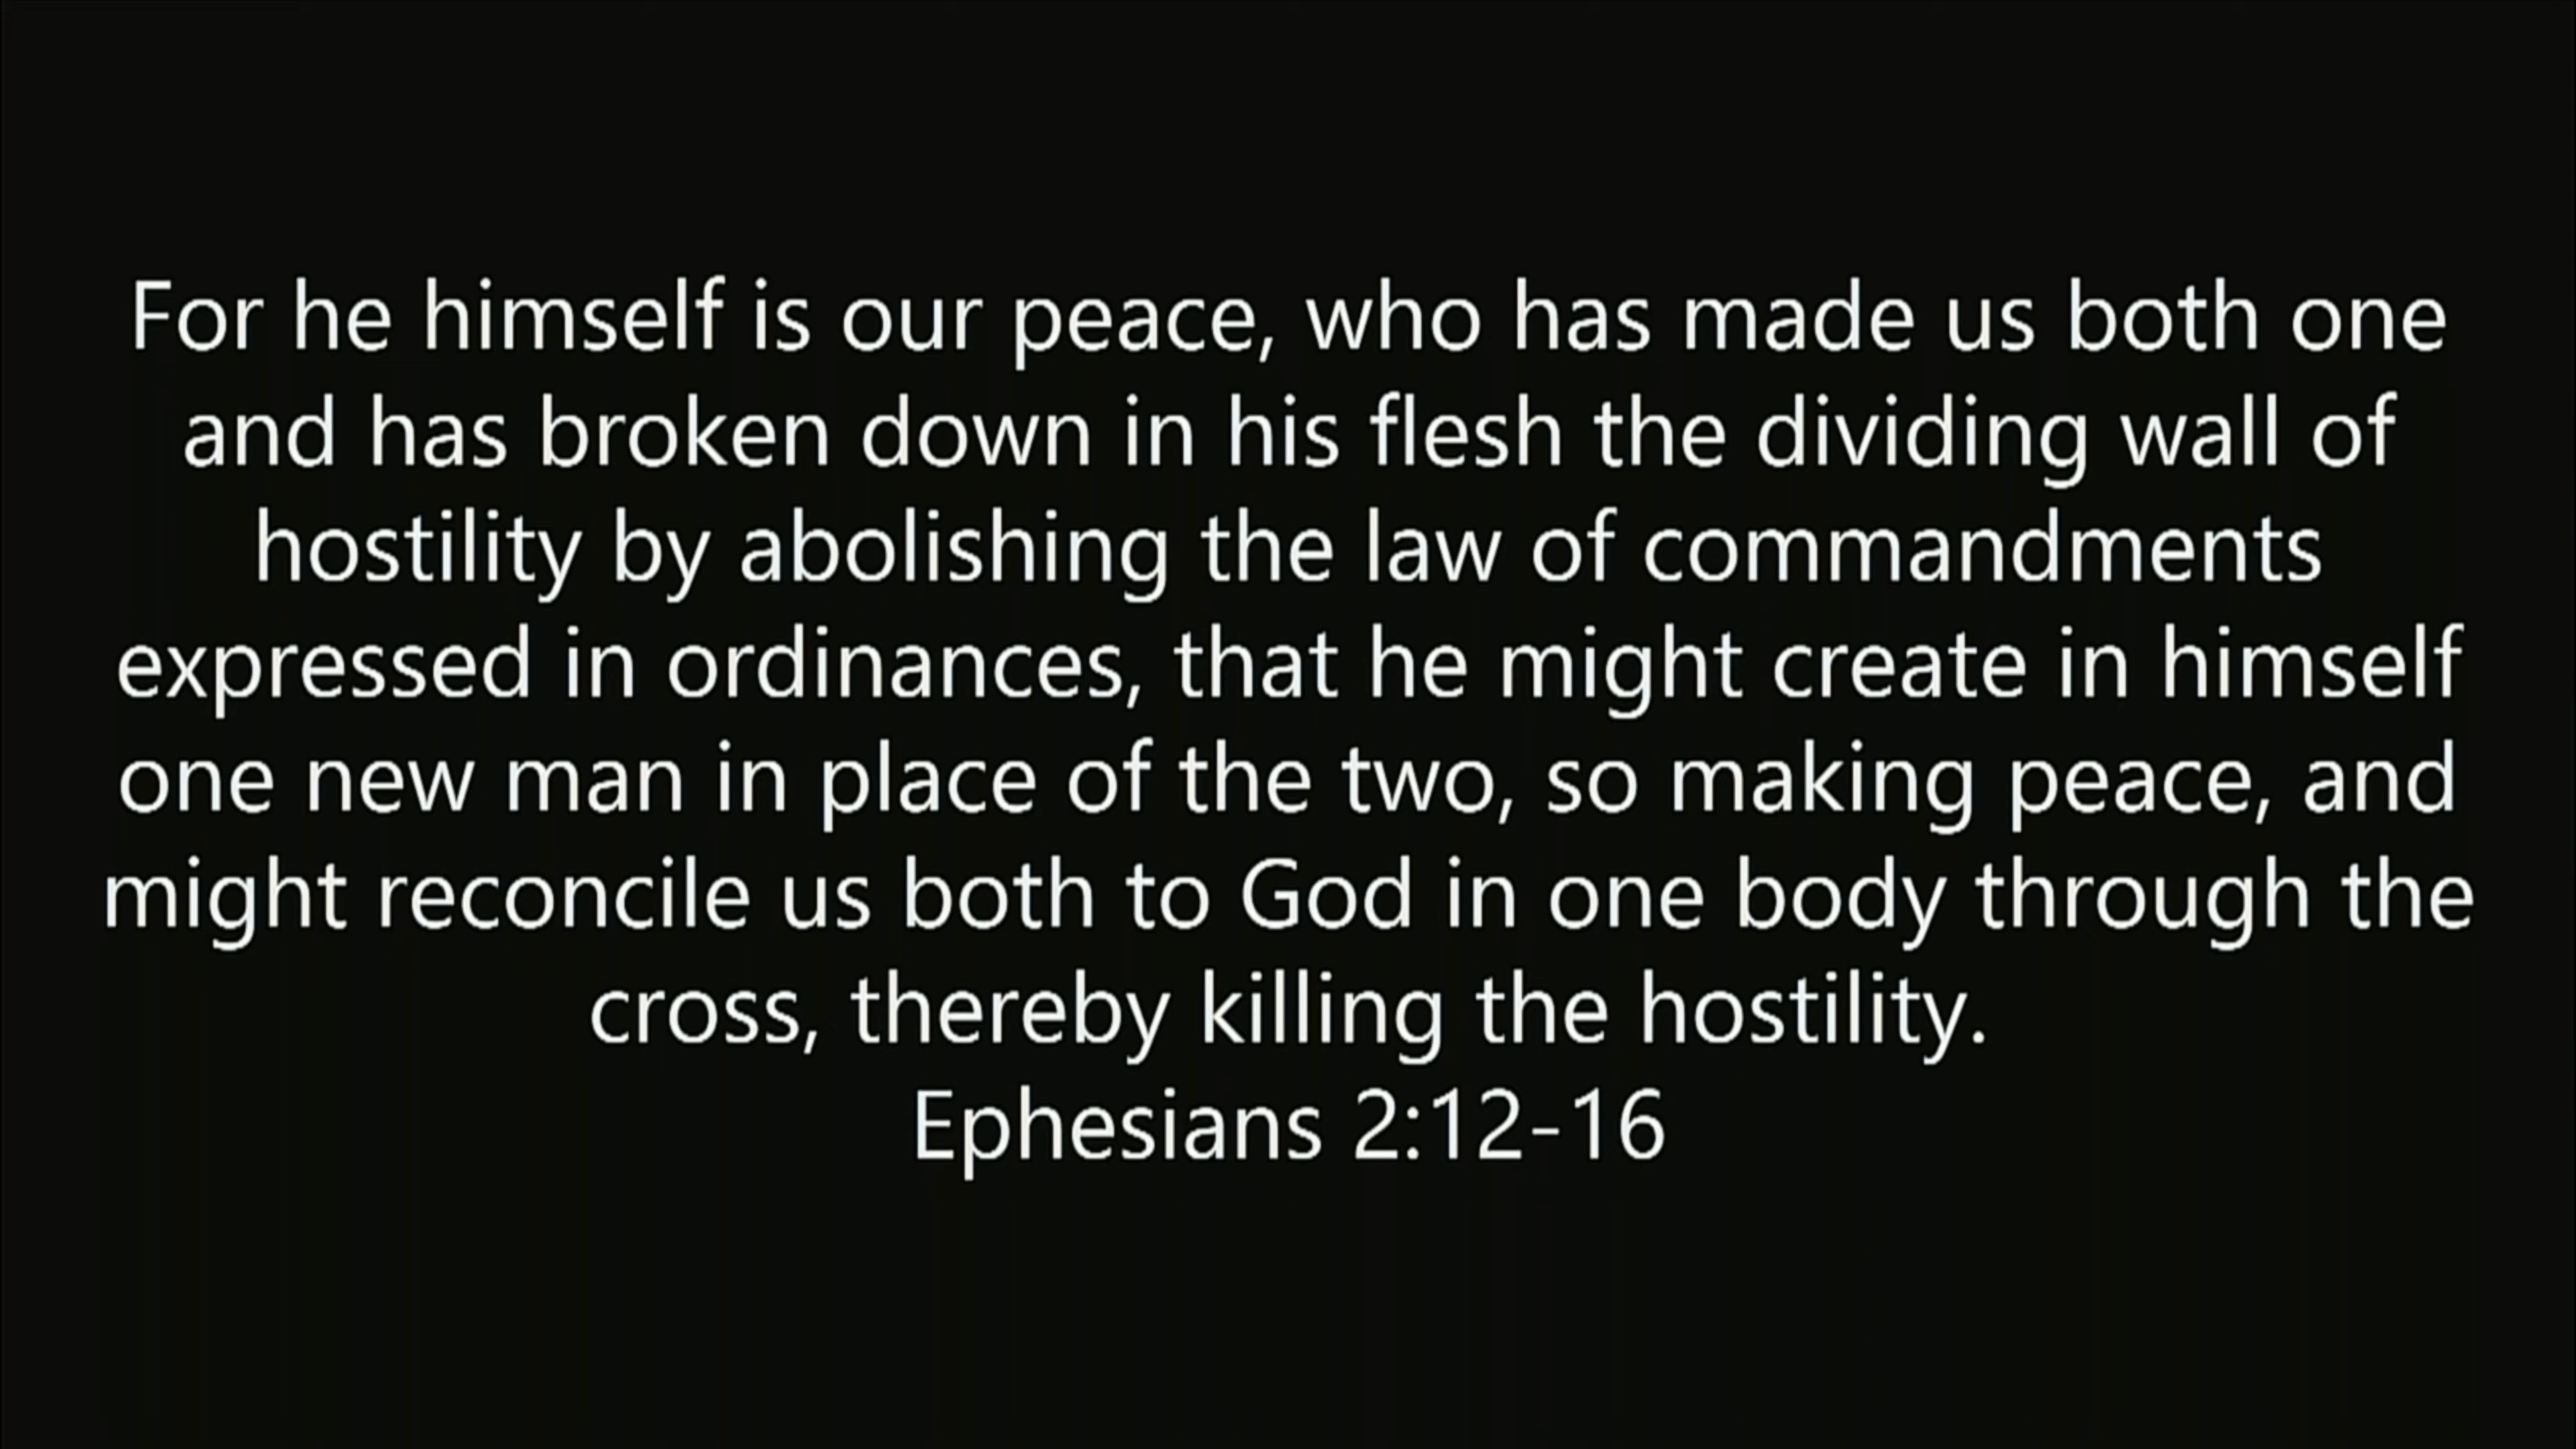 For he himself is our peace, who has made us both one
and has broken down in his flesh the dividing wall of
hostility by abolishing the law of commandments
expressed in ordinances, that he might create in himself
one new man in place of the two, so making peace, and
might reconcile us both to God in one body through the
cross, thereby killing the hostility.
Ephesians 2:12-16